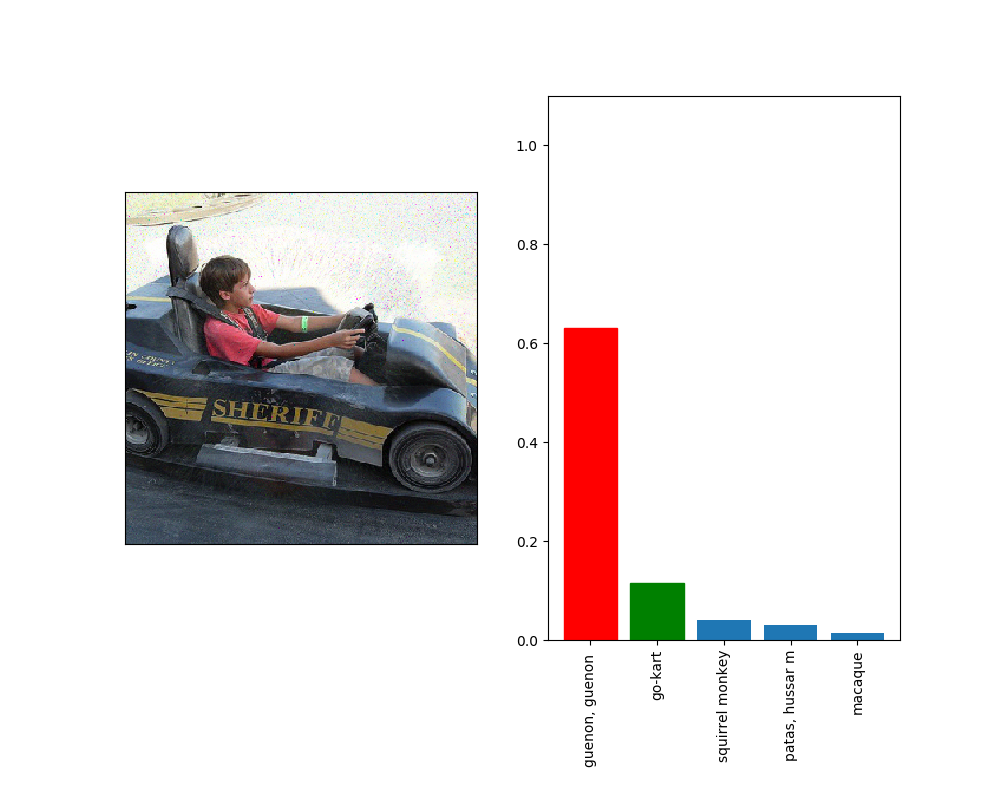 SHERIFF
1.0
0.8
0.6
0.4
0.2
0.0
guenon, guenon
go-kart
squirrel monkey
patas, hussar m
macaque